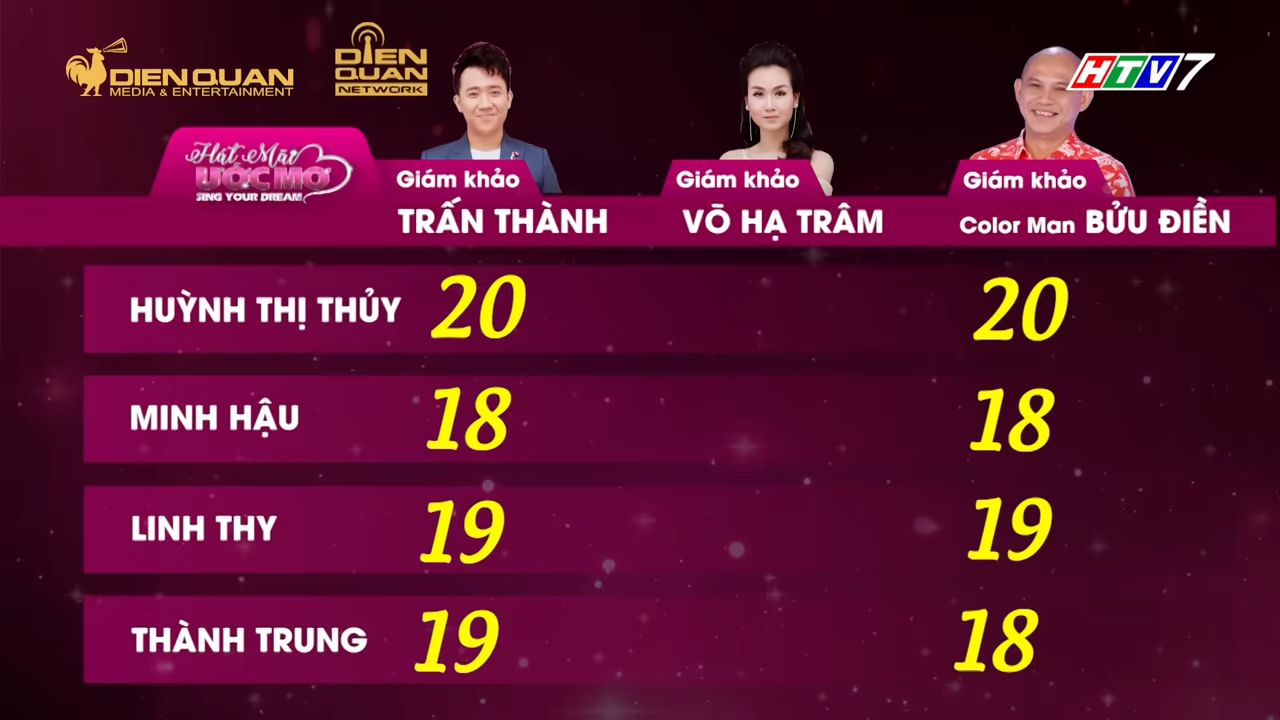 DIEN QUAN
MEDIA & ENTERTAINMENT
DIEN
QUAN
NETWORK
HTV7
Hát Mãi
ƯỚC MƠ
SING YOUR DREAM
Giám khảo
TRẤN THÀNH
Giám khảo
VÕ HẠ TRÂM
Giám khảo
Color Man BỬU ĐIỀN
HUỲNH THỊ THỦY 20 20
MINH HẬU 18 18
LINH THY 19 19
THÀNH TRUNG 19 18